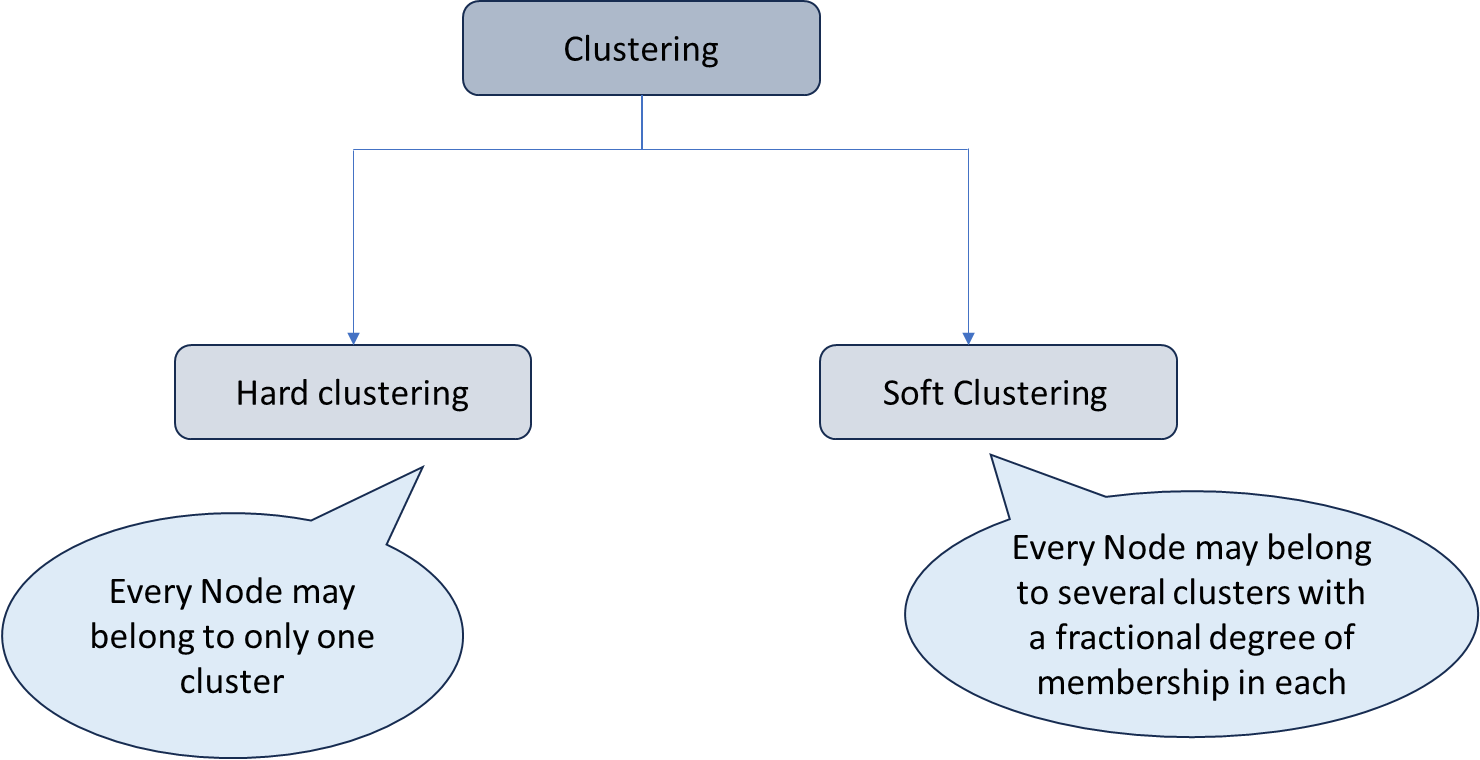 Clustering
Hard clustering
Soft Clustering
Every Node may
belong to only one
cluster
Every Node may belong
to several clusters with
a fractional degree of
membership in each